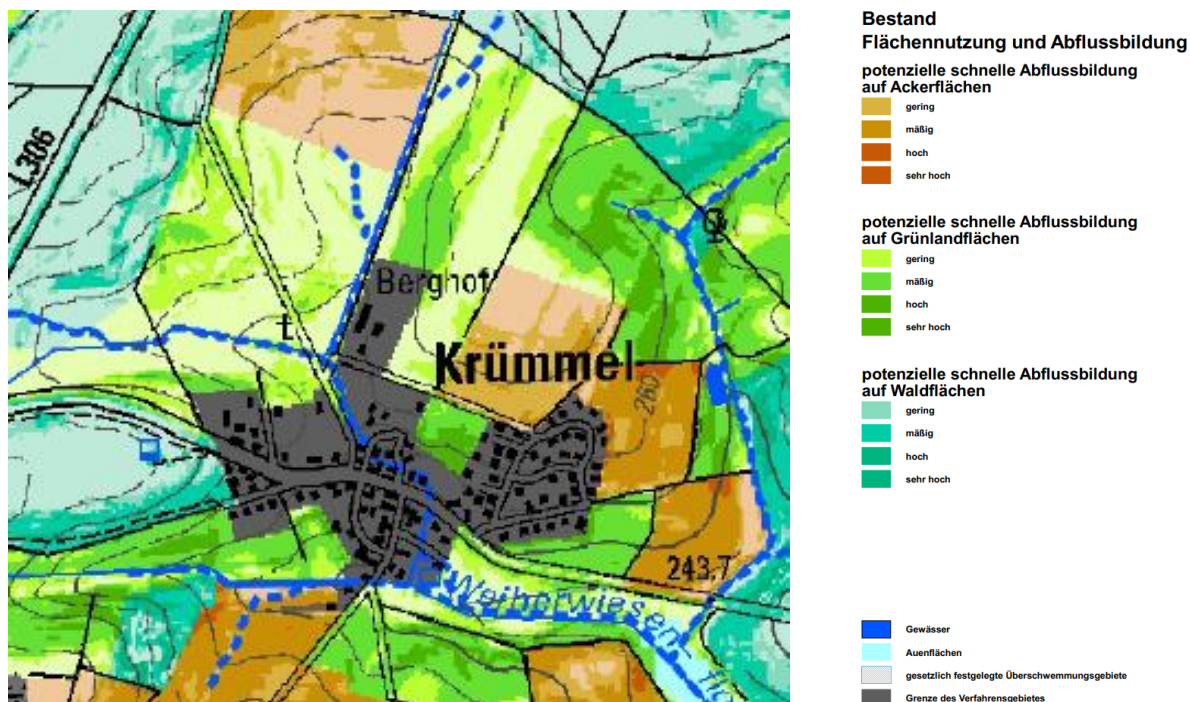 L306
Berghof
t
Krümmel
260
243,7
Weiherwiesen
Bestand
Flächennutzung und Abflussbildung
potenzielle schnelle Abflussbildung
auf Ackerflächen
gering
mäßig
hoch
sehr hoch
potenzielle schnelle Abflussbildung
auf Grünlandflächen
gering
mäßig
hoch
sehr hoch
potenzielle schnelle Abflussbildung
auf Waldflächen
gering
mäßig
hoch
sehr hoch
Gewässer
Auenflächen
gesetzlich festgelegte Überschwemmungsgebiete
Grenze des Verfahrensgebietes